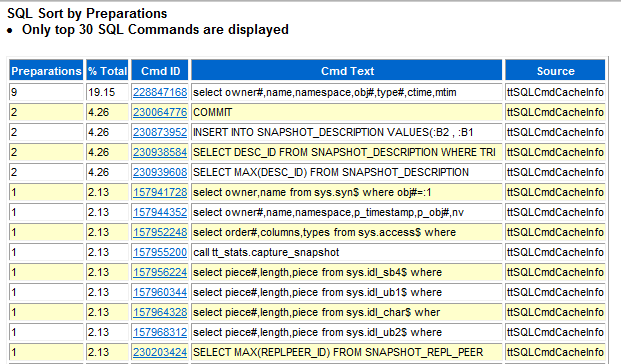 SQL Sort by Preparations
• Only top 30 SQL Commands are displayed
Preparations % Total Cmd ID Cmd Text Source
9 19.15 228847168 select owner#,name,namespace,obj#,type#,ctime,mtim ttSQLCmdCacheInfo
2 4.26 230064776 COMMIT ttSQLCmdCacheInfo
2 4.26 230873952 INSERT INTO SNAPSHOT_DESCRIPTION VALUES(:B2 , :B1 ttSQLCmdCacheInfo
2 4.26 230938584 SELECT DESC_ID FROM SNAPSHOT_DESCRIPTION WHERE TRI ttSQLCmdCacheInfo
2 4.26 230939608 SELECT MAX(DESC_ID) FROM SNAPSHOT_DESCRIPTION ttSQLCmdCacheInfo
1 2.13 157941728 select owner,name from sys.syn$ where obj#=:1 ttSQLCmdCacheInfo
1 2.13 157944352 select owner#,name,namespace,p_timestamp,p_obj#,nv ttSQLCmdCacheInfo
1 2.13 157952248 select order#,columns,types from sys.access$ where ttSQLCmdCacheInfo
1 2.13 157955200 call tt_stats.capture_snapshot ttSQLCmdCacheInfo
1 2.13 157956224 select piece#,length,piece from sys.idl_sb4$ where ttSQLCmdCacheInfo
1 2.13 157960344 select piece#,length,piece from sys.idl_ub1$ where ttSQLCmdCacheInfo
1 2.13 157964328 select piece#,length,piece from sys.idl_char$ wher ttSQLCmdCacheInfo
1 2.13 157968312 select piece#,length,piece from sys.idl_ub2$ where ttSQLCmdCacheInfo
1 2.13 230203424 SELECT MAX(REPLPEER_ID) FROM SNAPSHOT_REPL_PEER ttSQLCmdCacheInfo